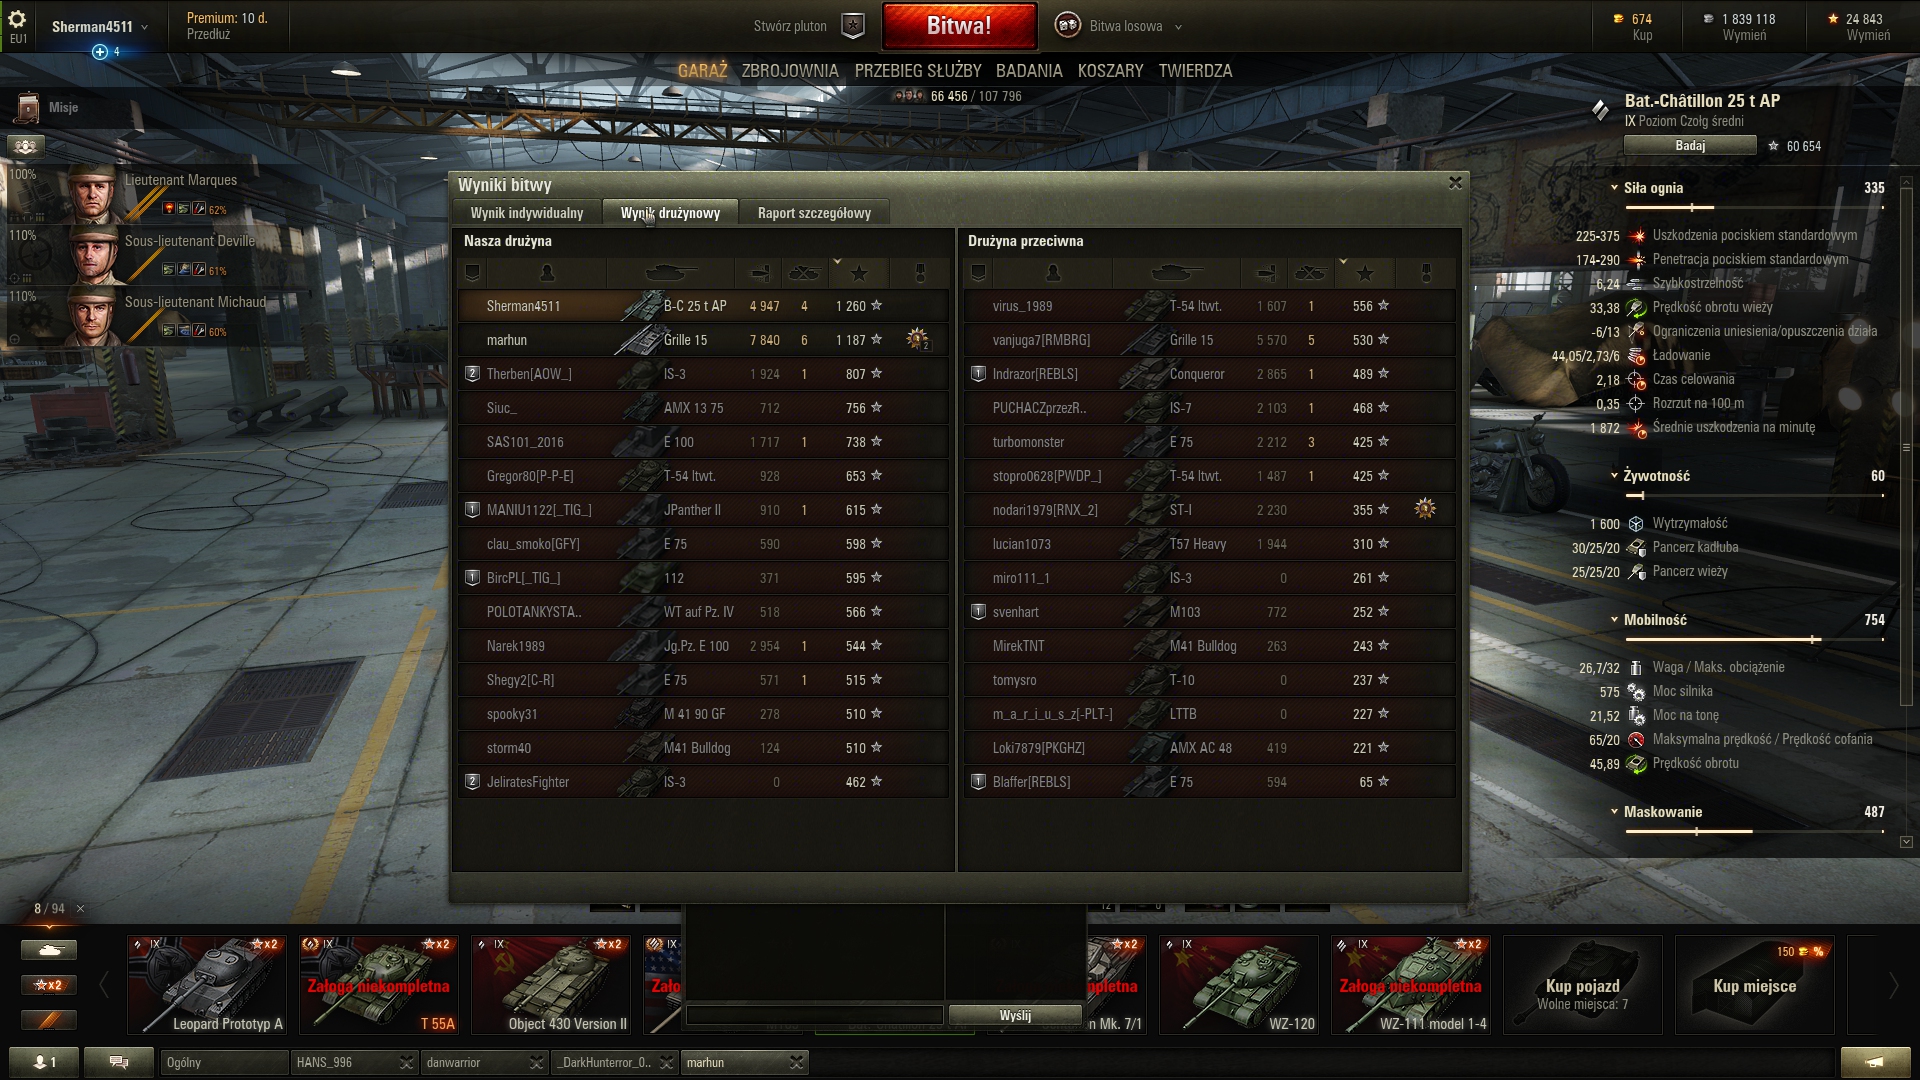 EU1
Sherman4511
4
Premium: 10 d.
Przedłuż
Stwórz pluton
Bitwa!
Bitwa losowa
674
Kup
1 839 118
Wymień
24 843
Wymień
GARAŻ ZBROJOWNIA PRZEBIEG SŁUŻBY BADANIA KOSZARY TWIERDZA
66 456 / 107 796
Misje
100%
Lieutenant Marques
62%
110%
Sous-lieutenant Deville
61%
110%
Sous-lieutenant Michaud
60%
Wyniki bitwy
Wynik indywidualny
Wynik drużynowy
Raport szczegółowy
Nasza drużyna
Sherman4511 B-C 25 t AP 4 947 4 1 260
marhun Grille 15 7 840 6 1 187 2
2 Therben[AOW_] IS-3 1 924 1 807
Siuc_ AMX 13 75 712 756
SAS101_2016 E 100 1 717 1 738
Gregor80[P-P-E] T-54 ltwt. 928 653
1 MANIU1122[_TIG_] JPanther II 910 1 615
clau_smoko[GFY] E 75 590 598
1 BircPL[_TIG_] 112 371 595
POLOTANKYSTA.. WT auf Pz. IV 518 566
Narek1989 Jg.Pz. E 100 2 954 1 544
Shegy2[C-R] E 75 571 1 515
spooky31 M 41 90 GF 278 510
storm40 M41 Bulldog 124 510
2 JeliratesFighter IS-3 0 462
Drużyna przeciwna
virus_1989 T-54 ltwt. 1 607 1 556
vanjuga7[RMBRG] Grille 15 5 570 5 530
1 Indrazor[REBLS] Conqueror 2 865 1 489
PUCHACZprzezR.. IS-7 2 103 1 468
turbomonster E 75 2 212 3 425
stopro0628[PWDP_] T-54 ltwt. 1 487 1 425
nodari1979[RNX_2] ST-I 2 230 355
lucian1073 T57 Heavy 1 944 310
miro111_1 IS-3 0 261
1 svenhart M103 772 252
MirekTNT M41 Bulldog 263 243
tomysro T-10 0 237
m_a_r_i_u_s_z[-PLT-] LTTB 0 227
Loki7879[PKGHZ] AMX AC 48 419 221
1 Blaffer[REBLS] E 75 594 65
Bat.-Châtillon 25 t AP
IX Poziom Czołg średni
Badaj
60 654
Siła ognia 335
225-375 Uszkodzenia pociskiem standardowym
174-290 Penetracja pociskiem standardowym
6,24 Szybkostrzelność
33,38 Prędkość obrotu wieży
-6/13 Ograniczenia uniesienia/opuszczenia działa
44,05/2,73/6 Ładowanie
2,18 Czas celowania
0,35 Rozrzut na 100 m
1 872 Średnie uszkodzenia na minutę
Żywotność 60
1 600 Wytrzymałość
30/25/20 Pancerz kadłuba
25/25/20 Pancerz wieży
Mobilność 754
26,7/32 Waga / Maks. obciążenie
575 Moc silnika
21,52 Moc na tonę
65/20 Maksymalna prędkość / Prędkość cofania
45,89 Prędkość obrotu
Maskowanie 487
8 / 94
x2
IX x2
Leopard Prototyp A
IX x2
Załoga niekompletna
T 55A
IX x2
Object 430 Version II
IX
Zało
Wyślij
x2
pletna
n Mk. 7/1
IX
WZ-120
IX x2
Załoga niekompletna
WZ-111 model 1-4
Kup pojazd
Wolne miejsca: 7
150 %
Kup miejsce
1
Ogólny
HANS_996
danwarrior
_DarkHunterror_0..
marhun